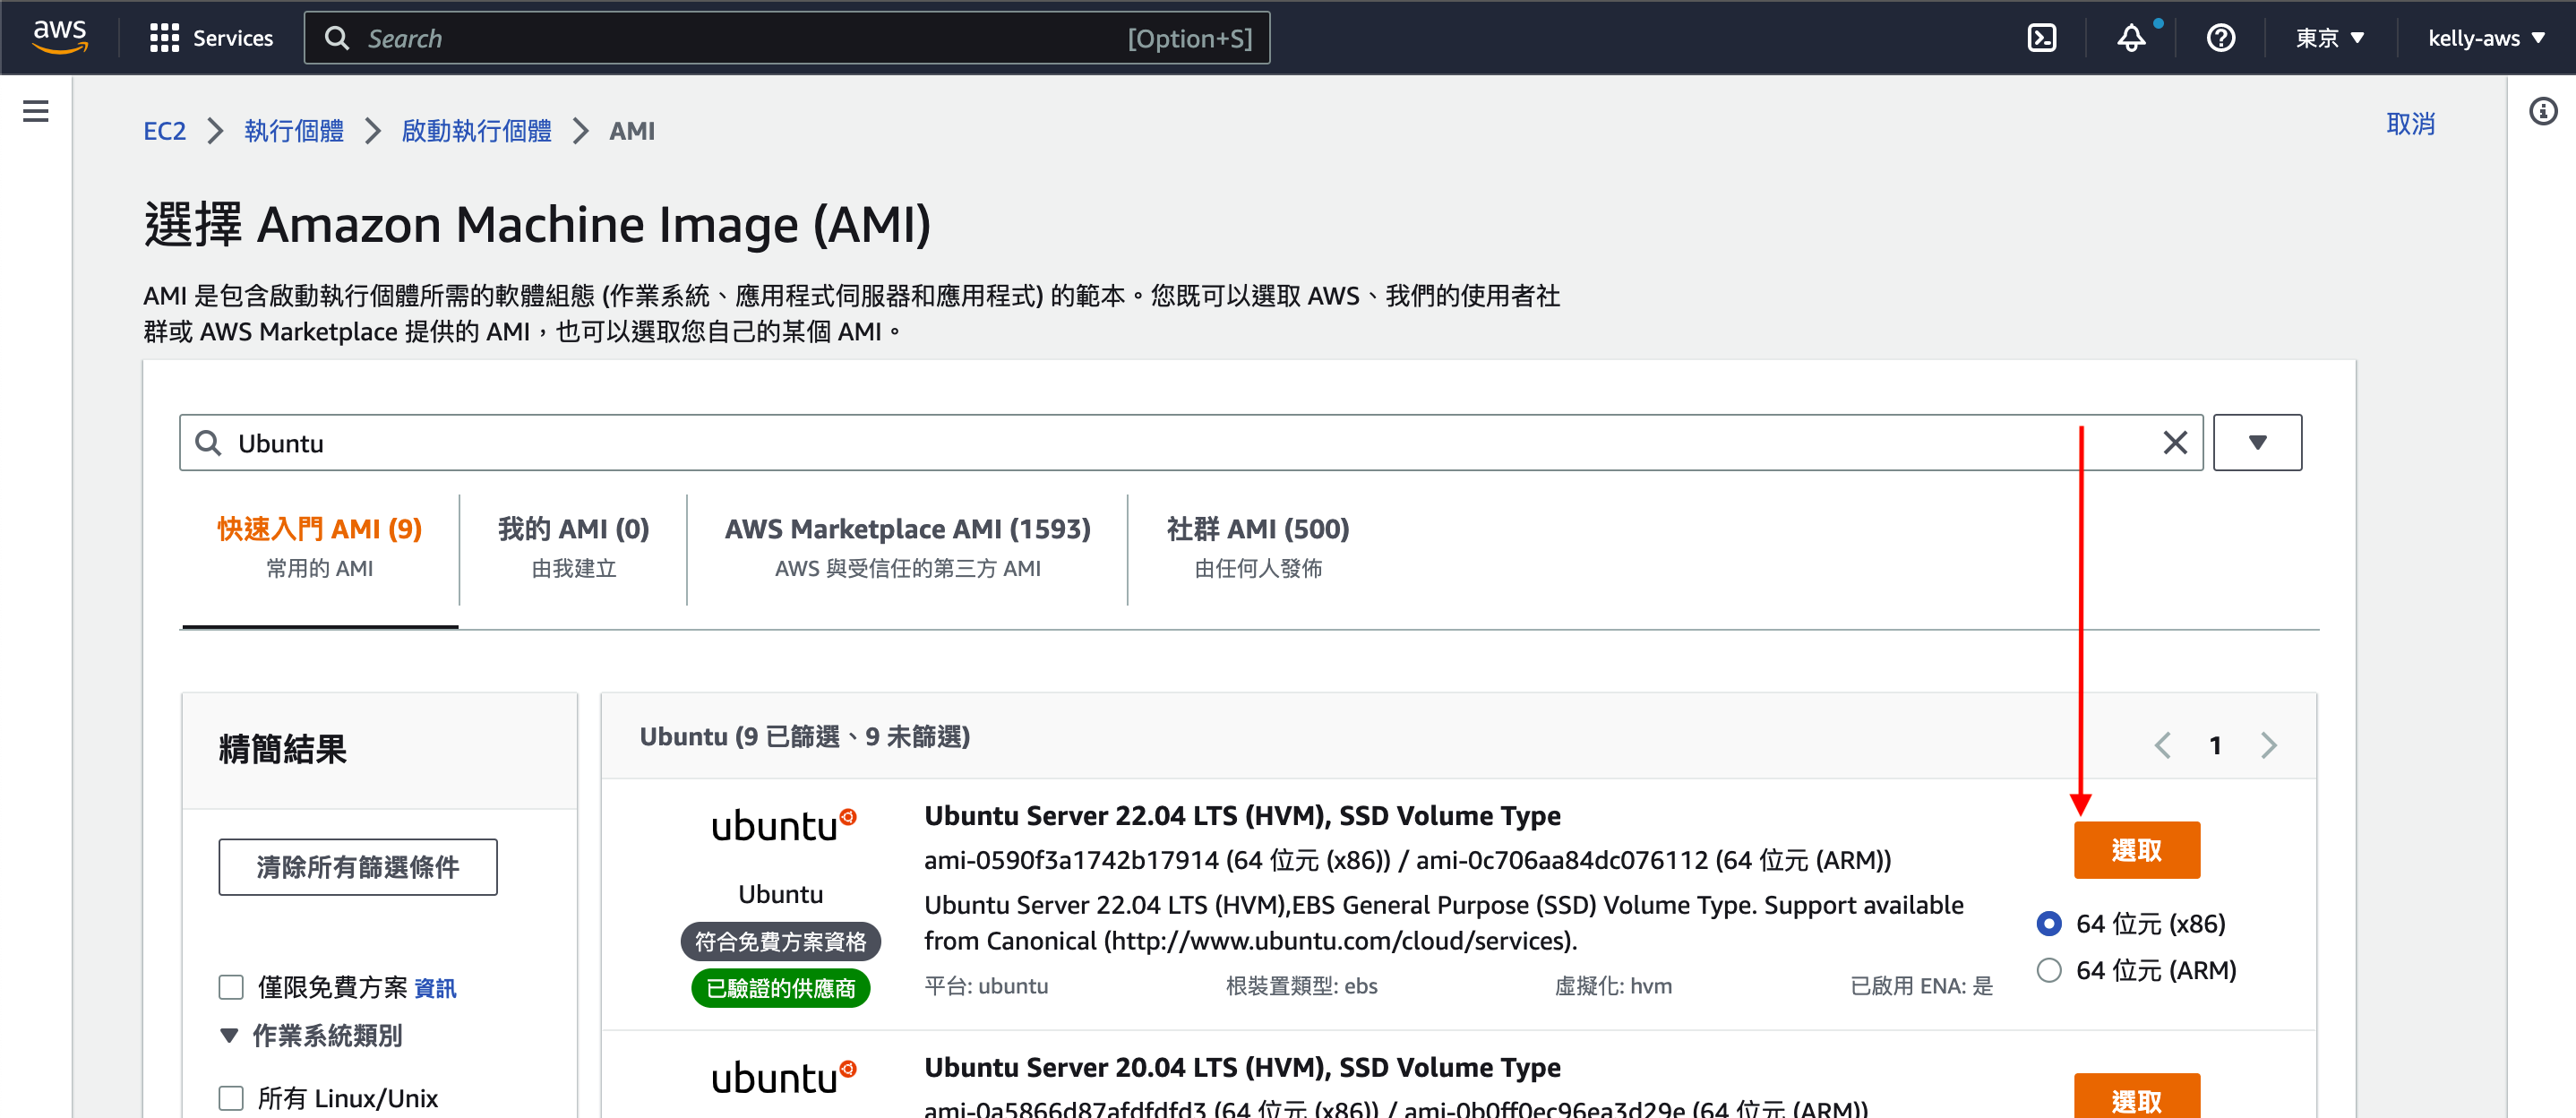 aws
Services
Search
[Option+S]
東京
kelly-aws
EC2
執行個體
啟動執行個體
AMI
取消
選擇 Amazon Machine Image (AMI)
AMI 是包含啟動執行個體所需的軟體組態 (作業系統、應用程式伺服器和應用程式) 的範本。您既可以選取 AWS、我們的使用者社
群或 AWS Marketplace 提供的 AMI，也可以選取您自己的某個 AMI。
Ubuntu
快速入門 AMI (9)
常用的 AMI
我的 AMI (0)
由我建立
AWS Marketplace AMI (1593)
AWS 與受信任的第三方 AMI
社群 AMI (500)
由任何人發佈
精簡結果
清除所有篩選條件
僅限免費方案 資訊
作業系統類別
所有 Linux/Unix
Ubuntu (9 已篩選、9 未篩選)
1
ubuntu
Ubuntu
符合免費方案資格
已驗證的供應商
Ubuntu Server 22.04 LTS (HVM), SSD Volume Type
ami-0590f3a1742b17914 (64 位元 (x86)) / ami-0c706aa84dc076112 (64 位元 (ARM))
Ubuntu Server 22.04 LTS (HVM),EBS General Purpose (SSD) Volume Type. Support available
from Canonical (http://www.ubuntu.com/cloud/services).
平台: ubuntu
根裝置類型: ebs
虛擬化: hvm
已啟用 ENA: 是
選取
64 位元 (x86)
64 位元 (ARM)
ubuntu
Ubuntu Server 20.04 LTS (HVM), SSD Volume Type
ami-0a5866d87afdfdfd3 (64 位元 (x86)) / ami-0b0ff0ec96ea3d29e (64 位元 (ARM))
選取